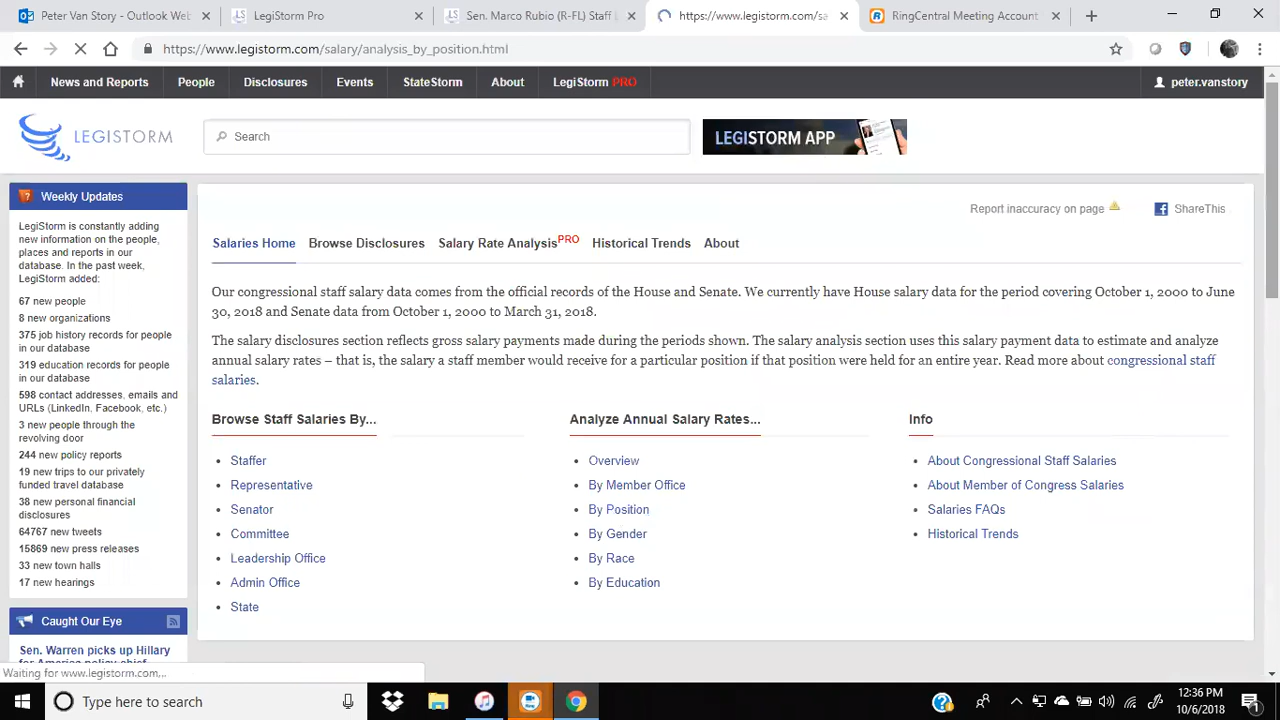 Peter Van Story - Outlook Web
LegiStorm Pro
Sen. Marco Rubio (R-FL) Staff
https://www.legistorm.com/sa
RingCentral Meeting Account
https://www.legistorm.com/salary/analysis_by_position.html
News and Reports People Disclosures Events StateStorm About LegiStorm PRO peter.vanstory
LEGISTORM
Search
LEGISTORM APP
Weekly Updates
LegiStorm is constantly adding
new information on the people,
places and reports in our
database. In the past week,
LegiStorm added:
67 new people
8 new organizations
375 job history records for people
in our database
319 education records for people
in our database
598 contact addresses, emails and
URLs (LinkedIn, Facebook, etc.)
3 new people through the
revolving door
244 new policy reports
19 new trips to our privately
funded travel database
38 new personal financial
disclosures
64767 new tweets
15869 new press releases
33 new town halls
17 new hearings
Caught Our Eye
Sen. Warren picks up Hillary
for America policy chief
Report inaccuracy on page
ShareThis
Salaries Home Browse Disclosures Salary Rate Analysis PRO Historical Trends About
Our congressional staff salary data comes from the official records of the House and Senate. We currently have House salary data for the period covering October 1, 2000 to June
30, 2018 and Senate data from October 1, 2000 to March 31, 2018.
The salary disclosures section reflects gross salary payments made during the periods shown. The salary analysis section uses this salary payment data to estimate and analyze
annual salary rates – that is, the salary a staff member would receive for a particular position if that position were held for an entire year. Read more about congressional staff
salaries.
Browse Staff Salaries By...
Staffer
Representative
Senator
Committee
Leadership Office
Admin Office
State
Analyze Annual Salary Rates...
Overview
By Member Office
By Position
By Gender
By Race
By Education
Info
About Congressional Staff Salaries
About Member of Congress Salaries
Salaries FAQs
Historical Trends
Waiting for www.legistorm.com...
Type here to search
12:36 PM
10/6/2018
1